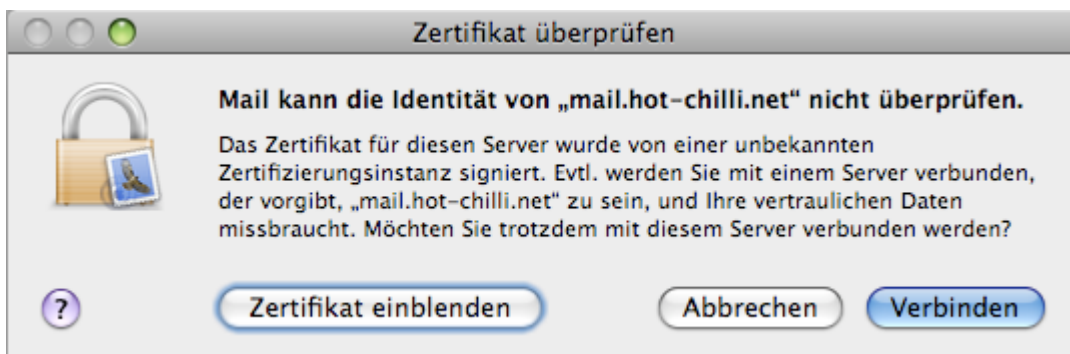 Zertifikat überprüfen
Mail kann die Identität von „mail.hot-chilli.net“ nicht überprüfen.
Das Zertifikat für diesen Server wurde von einer unbekannten
Zertifizierungsinstanz signiert. Evtl. werden Sie mit einem Server verbunden,
der vorgibt, „mail.hot-chilli.net“ zu sein, und Ihre vertraulichen Daten
missbraucht. Möchten Sie trotzdem mit diesem Server verbunden werden?
? Zertifikat einblenden Abbrechen Verbinden